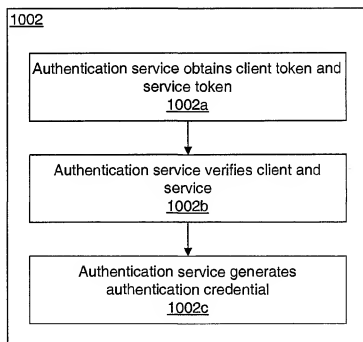 1002
Authentication service obtains client token and
service token
1002a
Authentication service verifies client and
service
1002b
Authentication service generates
authentication credential
1002c